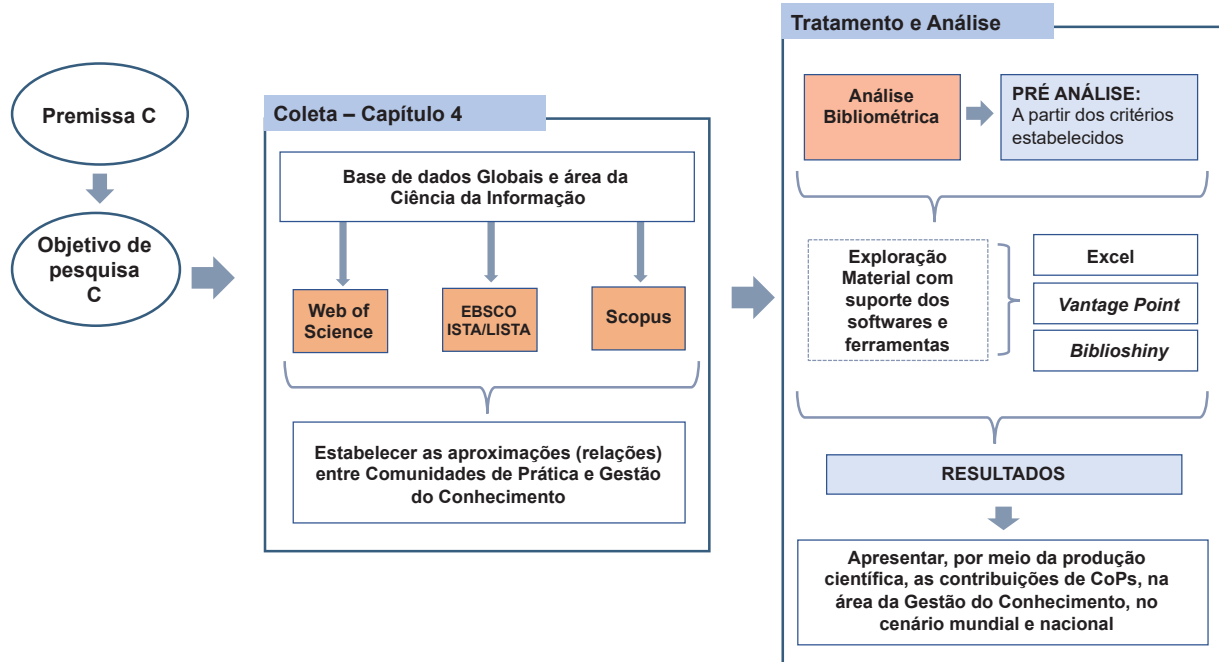 Premissa C
Objetivo de
pesquisa
C
Coleta – Capítulo 4
Base de dados Globais e área da
Ciência da Informação
Web of
Science
EBSCO
ISTA/LISTA
Scopus
Estabelecer as aproximações (relações)
entre Comunidades de Prática e Gestão
do Conhecimento
Tratamento e Análise
Análise
Bibliométrica
PRÉ ANÁLISE:
A partir dos critérios
estabelecidos
Exploração
Material com
suporte dos
softwares e
ferramentas
Excel
Vantage Point
Biblioshiny
RESULTADOS
Apresentar, por meio da produção
científica, as contribuições de CoPs, na
área da Gestão do Conhecimento, no
cenário mundial e nacional